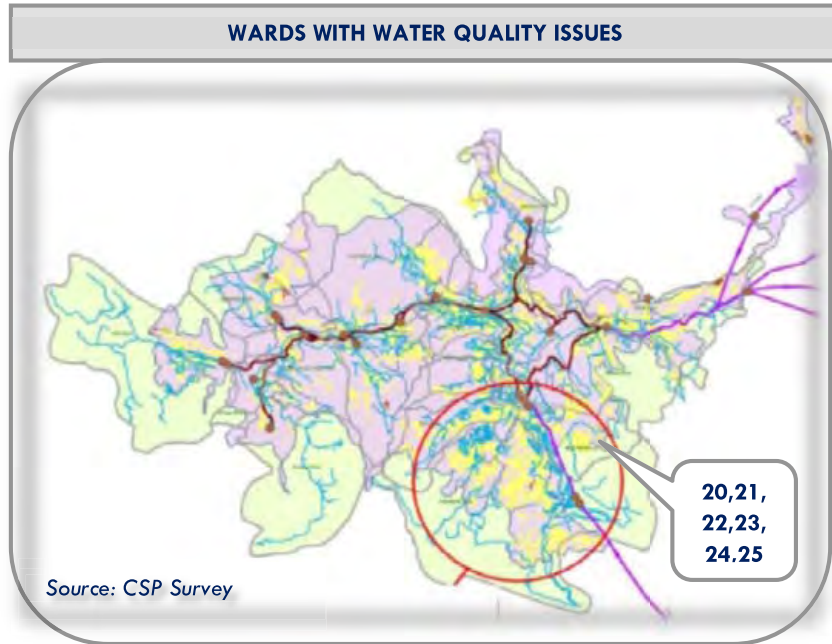 WARDS WITH WATER QUALITY ISSUES
20,21,
22,23,
24.25
Source: CSP Survey